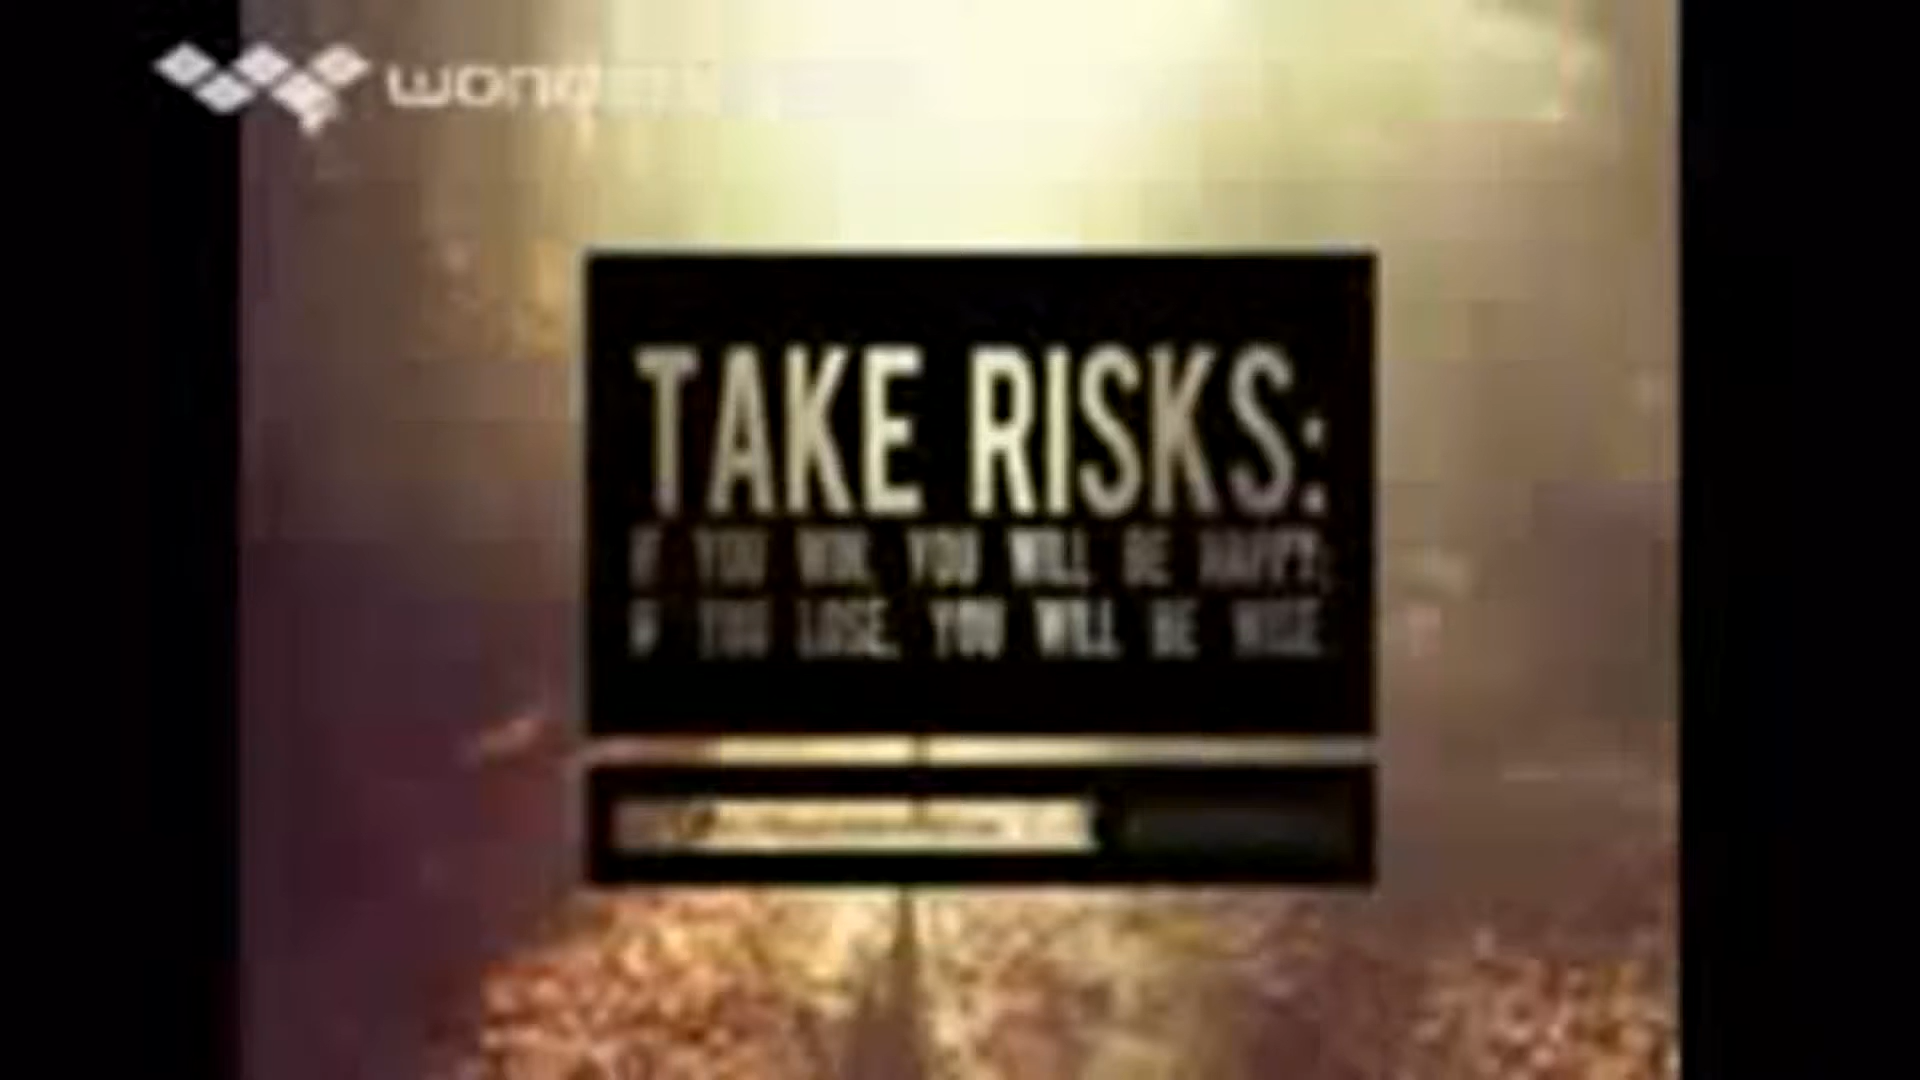 TAKE RISKS:
IF YOU WIN, YOU WILL BE HAPPY;
IF YOU LOSE, YOU WILL BE WISE.